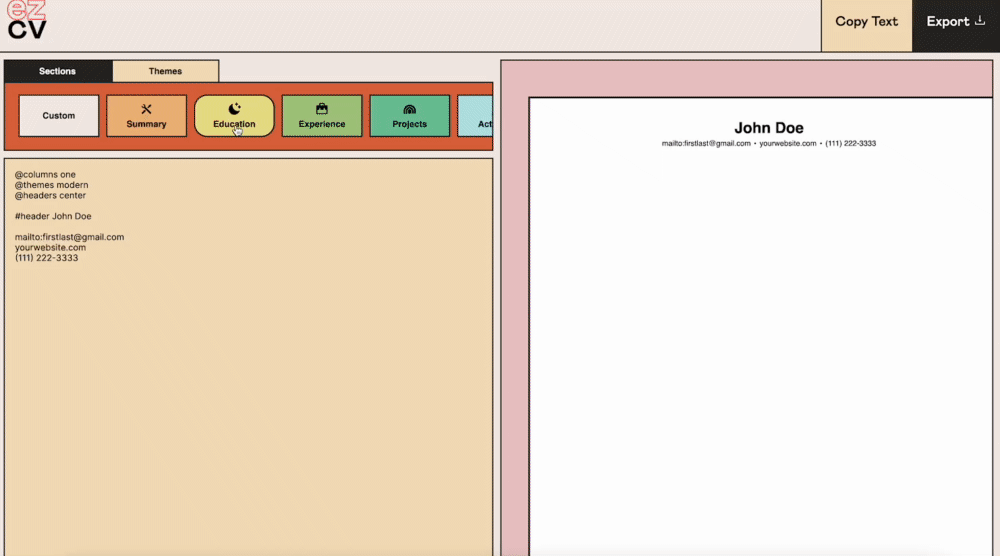 ez
CV
Copy Text
Export
Sections
Themes
Custom
Summary
Education
Experience
Projects
Act
@columns one
@themes modern
@headers center
#header John Doe
mailto:firstlast@gmail.com
yourwebsite.com
(111) 222-3333
John Doe
mailto:firstlast@gmail.com • yourwebsite.com • (111) 222-3333